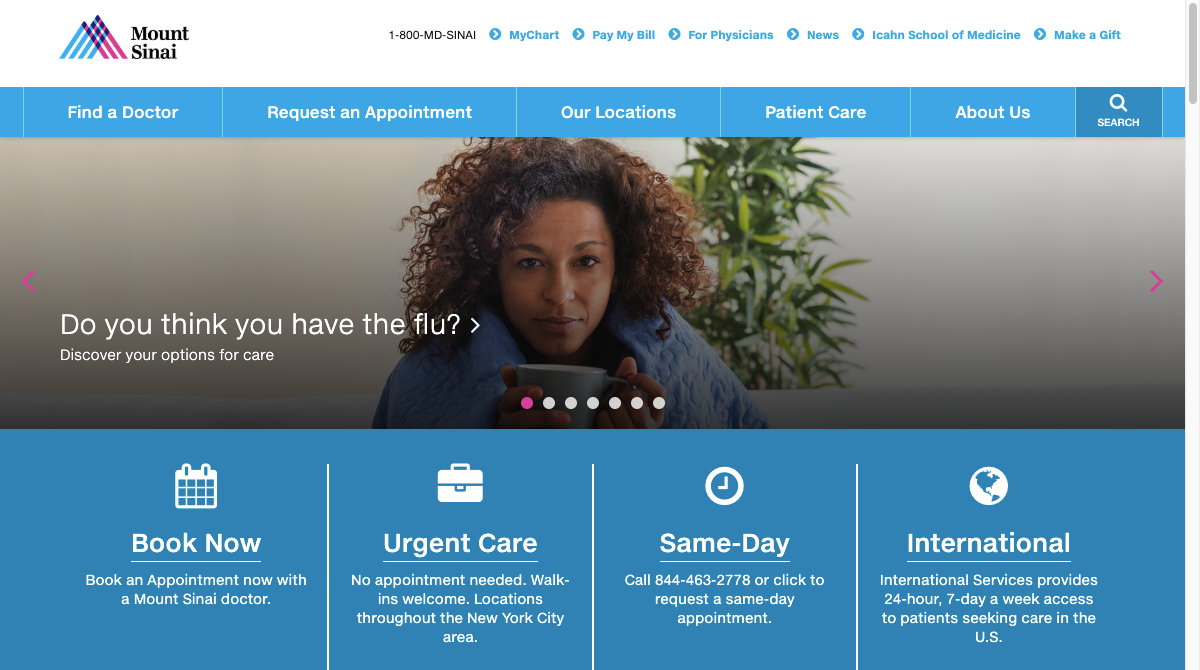 Mount
Sinai
1-800-MD-SINAI
MyChart
Pay My Bill
For Physicians
News
Icahn School of Medicine
Make a Gift
Find a Doctor
Request an Appointment
Our Locations
Patient Care
About Us
SEARCH
Do you think you have the flu?
Discover your options for care
Book Now
Book an Appointment now with
a Mount Sinai doctor.
Urgent Care
No appointment needed. Walk-
ins welcome. Locations
throughout the New York City
area.
Same-Day
Call 844-463-2778 or click to
request a same-day
appointment.
International
International Services provides
24-hour, 7-day a week access
to patients seeking care in the
U.S.